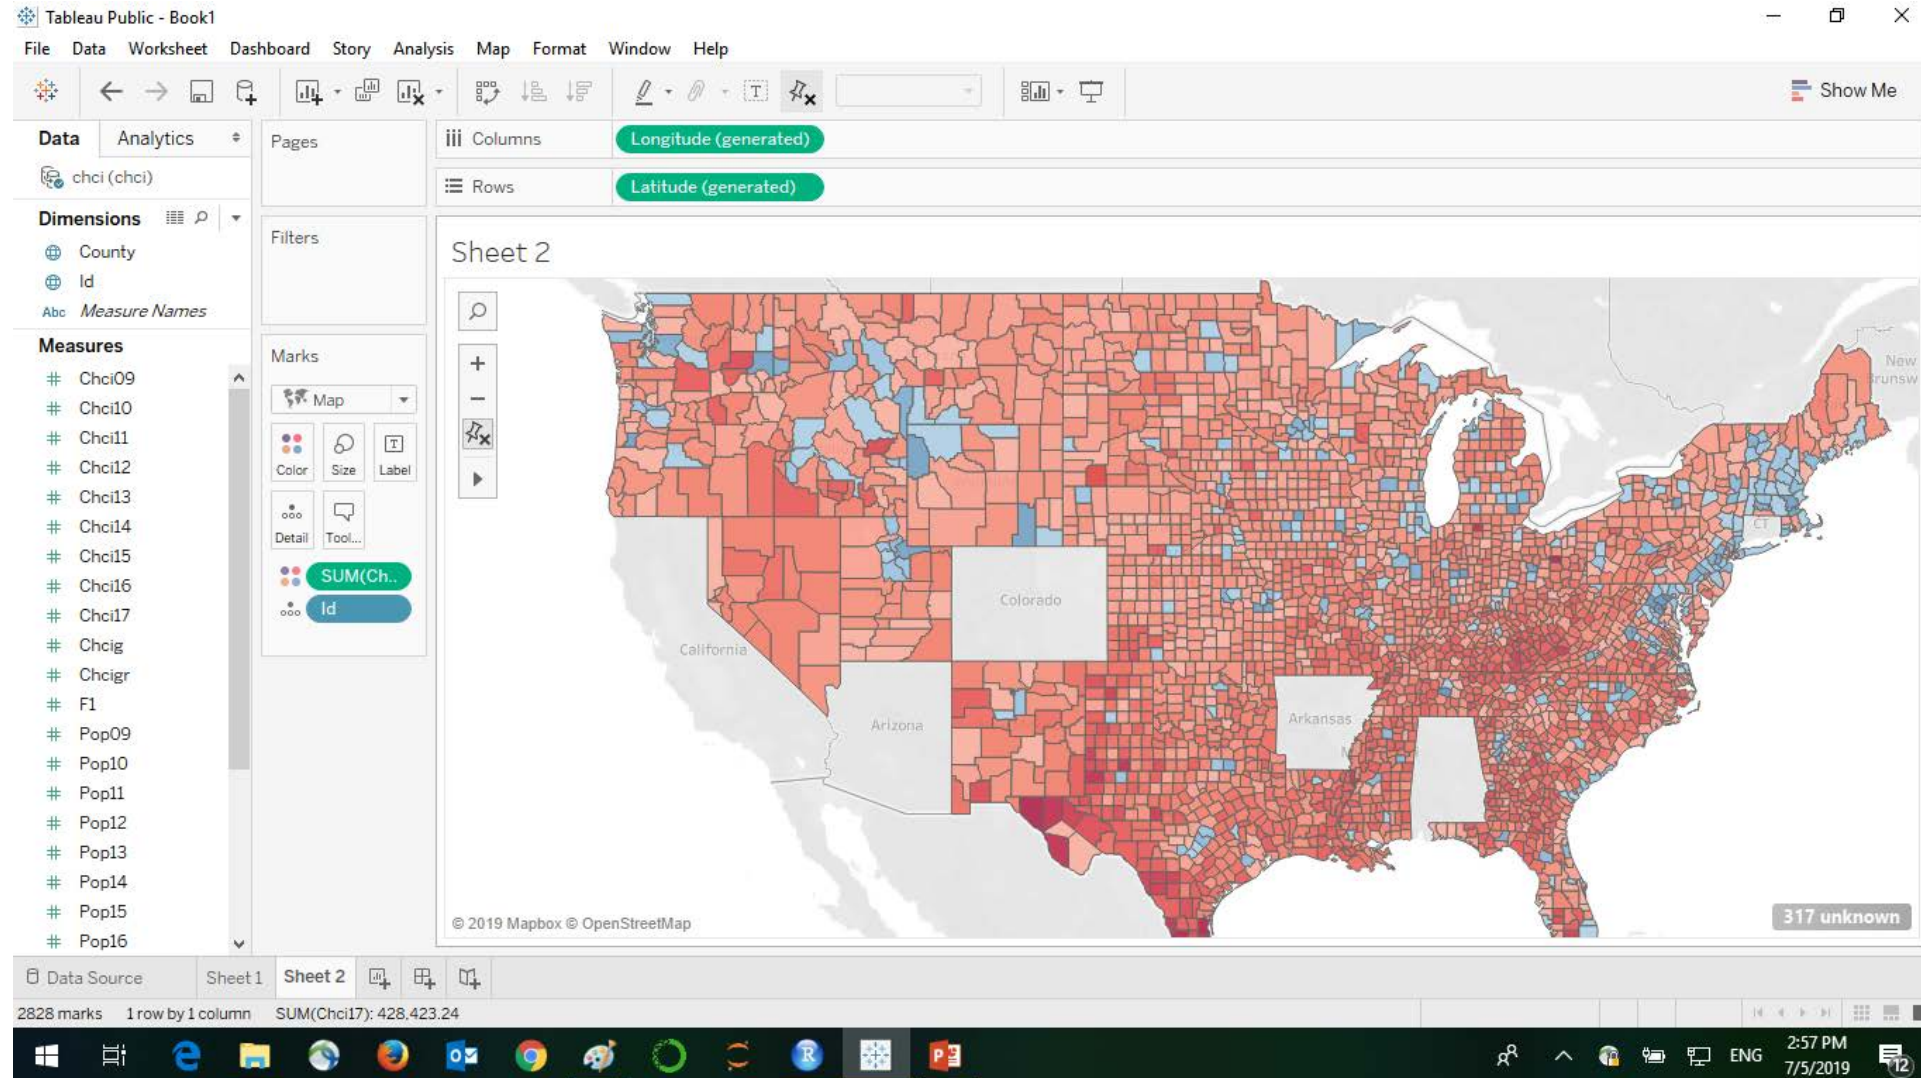 Tableau Public - Book1
File Data Worksheet Dashboard Story Analysis Map Format Window Help
Show Me
Data Analytics
chci (chci)
Dimensions
County
Id
Abc Measure Names
Measures
# Chci09
# Chci10
# Chci11
# Chci12
# Chci13
# Chci14
# Chci15
# Chci16
# Chci17
# Chcig
# Chcigr
# F1
# Pop09
# Pop10
# Pop11
# Pop12
# Pop13
# Pop14
# Pop15
# Pop16
Pages
Filters
Marks
Map
Color Size Label
Detail Tool...
SUM(Ch..
Id
Columns Longitude (generated)
Rows Latitude (generated)
Sheet 2
New
Brunsw
CT
Colorado
California
Arizona
Arkansas
© 2019 Mapbox © OpenStreetMap
317 unknown
Data Source Sheet 1 Sheet 2
2828 marks 1 row by 1 column SUM(Chci17): 428,423.24
ENG
2:57 PM
7/5/2019
12